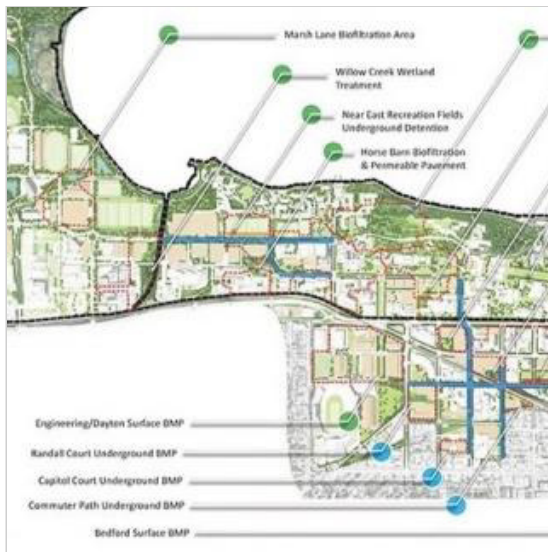 Marsh Lane Biofiltration Area
Willow Creek Wetland
Treatment
Near East Recreation Fields
Underground Detention
Horse Barn Biofiltration
& Permeable Pavement
Engineering/Dayton Surface BMP
Randall Court Underground BMP
Capitol Court Underground BMP
Commuter Path Underground BMP
Bedford Surface BMP